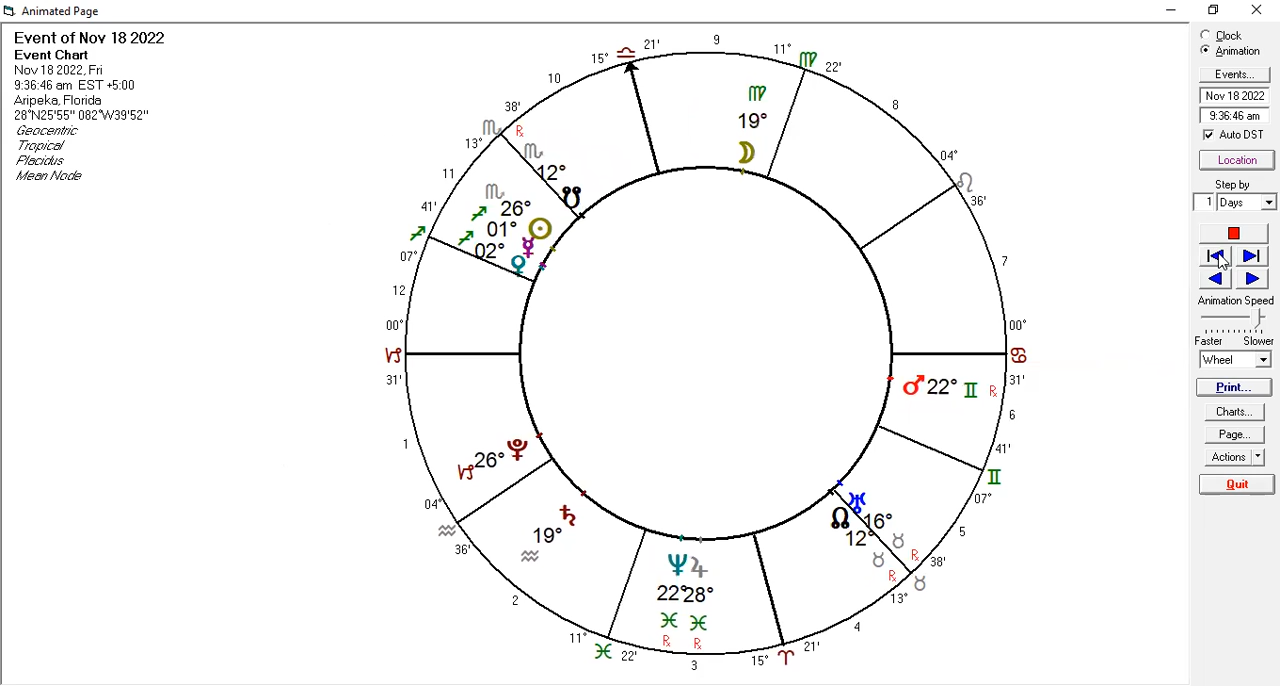 Animated Page
Event of Nov 18 2022
Event Chart
Nov 18 2022, Fri
9:36:46 am EST +5:00
Aripeka, Florida
28°N25'55" 082°W39'52"
Geocentric
Tropical
Placidus
Mean Node
15° ♎ 21' 9 11° ♍ 22'
10 8
♍
19°
☽
38' ♏ 13°
℞
♏
12° ☋
04° ♌ 36'
11
♏ 26° ☉
♐ 01° ☿
♐ 02° ♀
41' ♐ 07°
7
12
00° ♑ 31'
00° ♋ 31'
♂ 22° ♊ ℞
6
1
♇ 26° ♑
41' ♊ 07°
04° ♒ 36'
♄
19°
♒
♅ 16° ♉ ℞
☊ 12° ♉ ℞
5
2
♆ ♃
22° 28°
♓ ♓
℞ ℞
38' ♉ 13°
4
11° ♓ 22' 3 15° ♈ 21'
Clock
Animation
Events...
Nov 18 2022
9:36:46 am
Auto DST
Location
Step by
1 Days
Animation Speed
Faster Slower
Wheel
Print...
Charts...
Page...
Actions
Quit